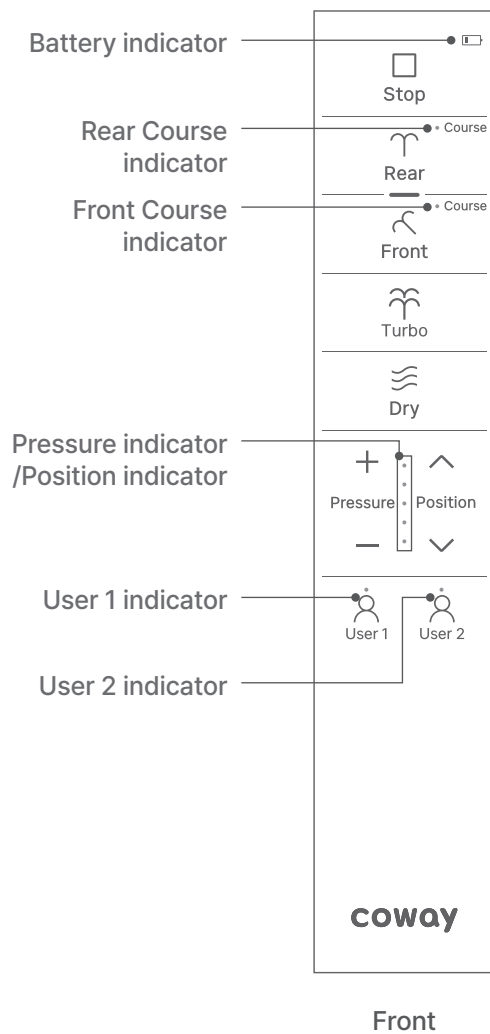 Battery indicator
Stop
Rear Course
indicator
Course
Rear
Front Course
indicator
Course
Front
Turbo
Dry
Pressure indicator
/Position indicator
Pressure
Position
User 1 indicator
User 1
User 2
User 2 indicator
coway
Front